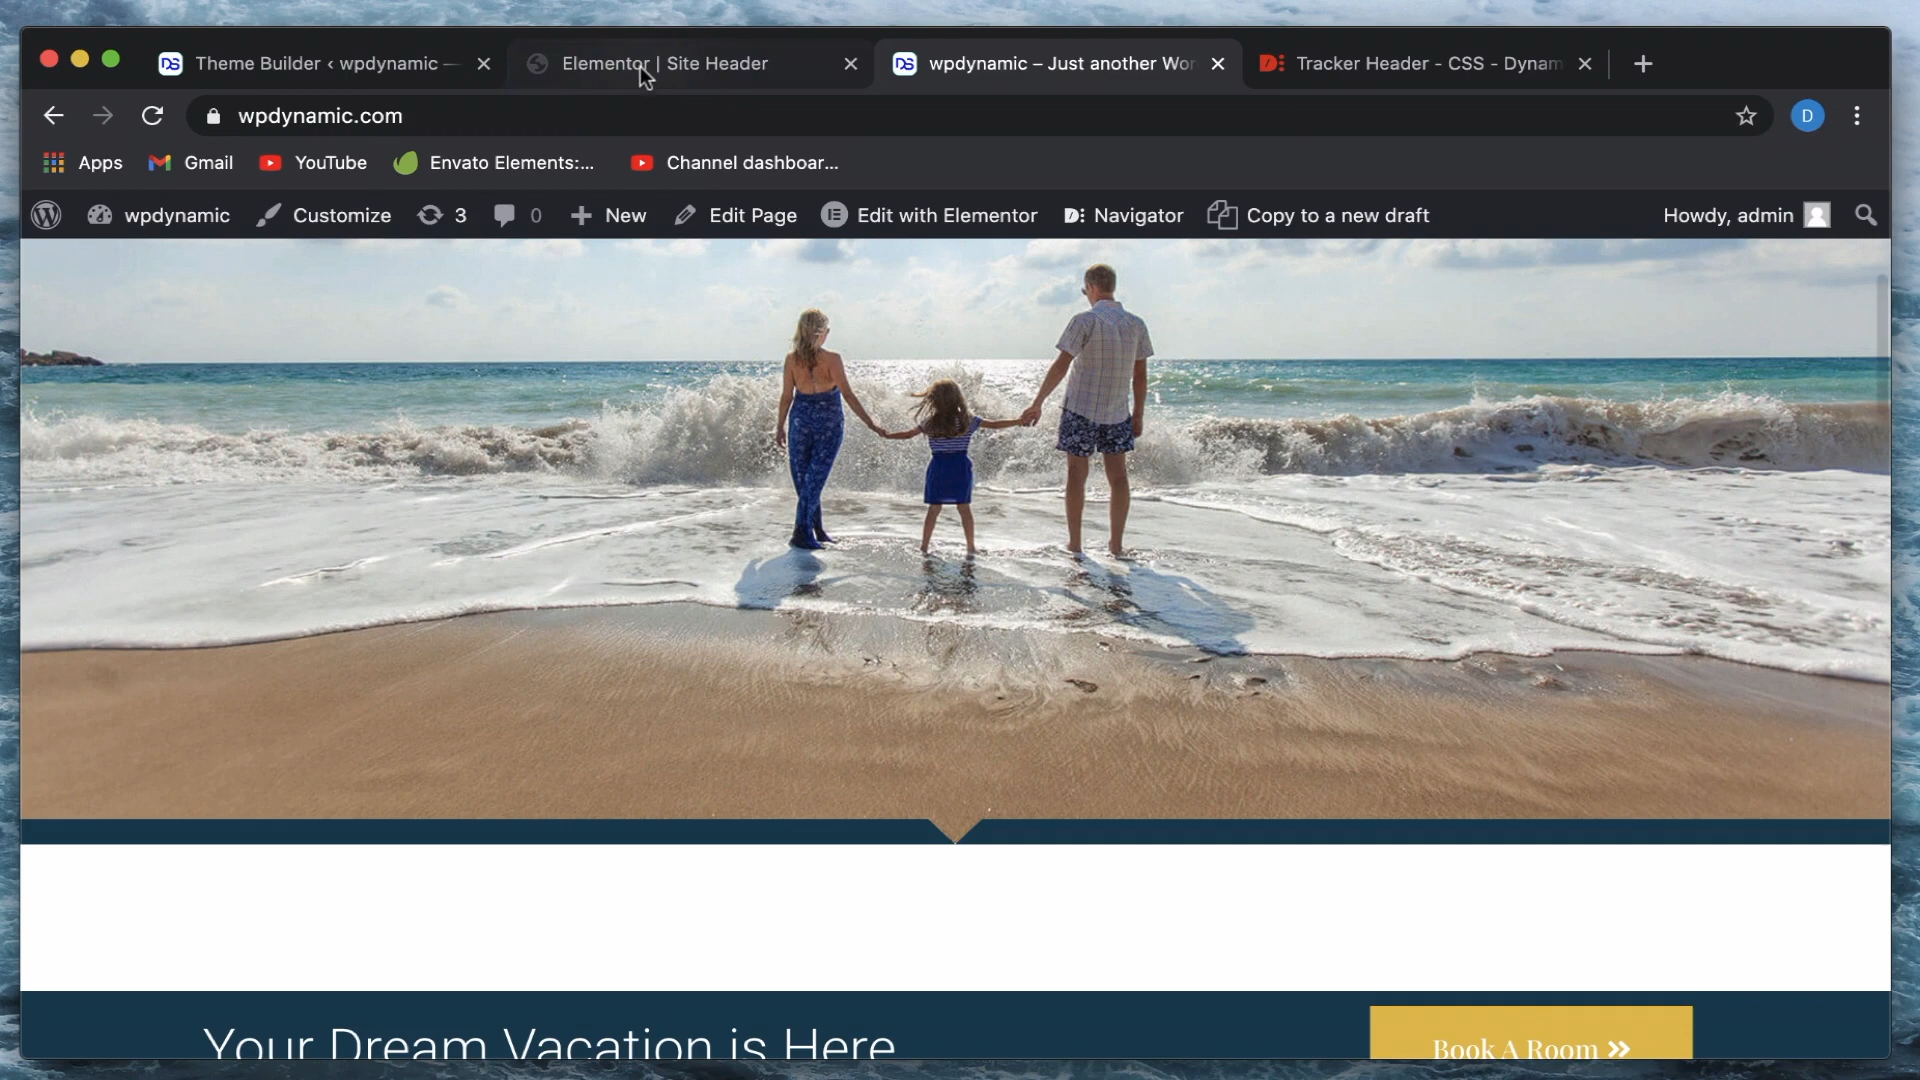 Theme Builder ‹ wpdynamic —
Elementor | Site Header
wpdynamic – Just another Wor
Tracker Header - CSS - Dynam
wpdynamic.com
D
Apps
Gmail
YouTube
Envato Elements:...
Channel dashboar...
wpdynamic
Customize
3
0
New
Edit Page
Edit with Elementor
Navigator
Copy to a new draft
Howdy, admin
Your Dream Vacation is Here
Book A Room »